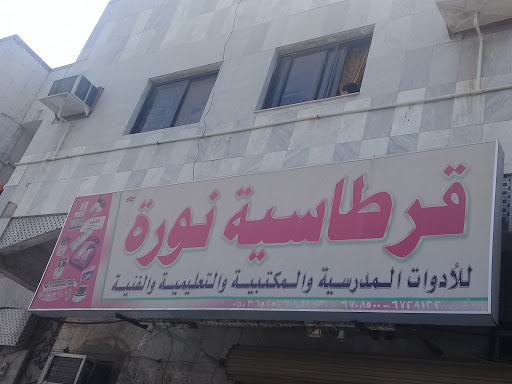 قرطاسية نورة
للأدوات المدرسية والمكتبية والتعليمية والفنية